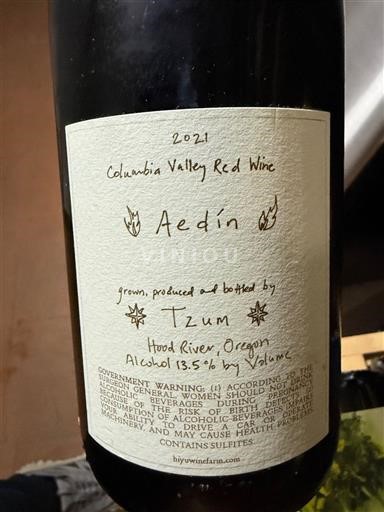 2021
Columbia Valley Red Wine
Aedín
VINIOU
grown, produced and bottled by
Tzum
Hood River, Oregon
Alcohol 13.5% by Volume
GOVERNMENT WARNING: (1) ACCORDING TO THE
SURGEON GENERAL, WOMEN SHOULD NOT DRINK
ALCOHOLIC BEVERAGES DURING PREGNANCY
BECAUSE OF THE RISK OF BIRTH DEFECTS. (2)
CONSUMPTION OF ALCOHOLIC BEVERAGES IMPAIRS
YOUR ABILITY TO DRIVE A CAR OR OPERATE
MACHINERY, AND MAY CAUSE HEALTH PROBLEMS.
CONTAINS SULFITES.
hiyuwinefarm.com